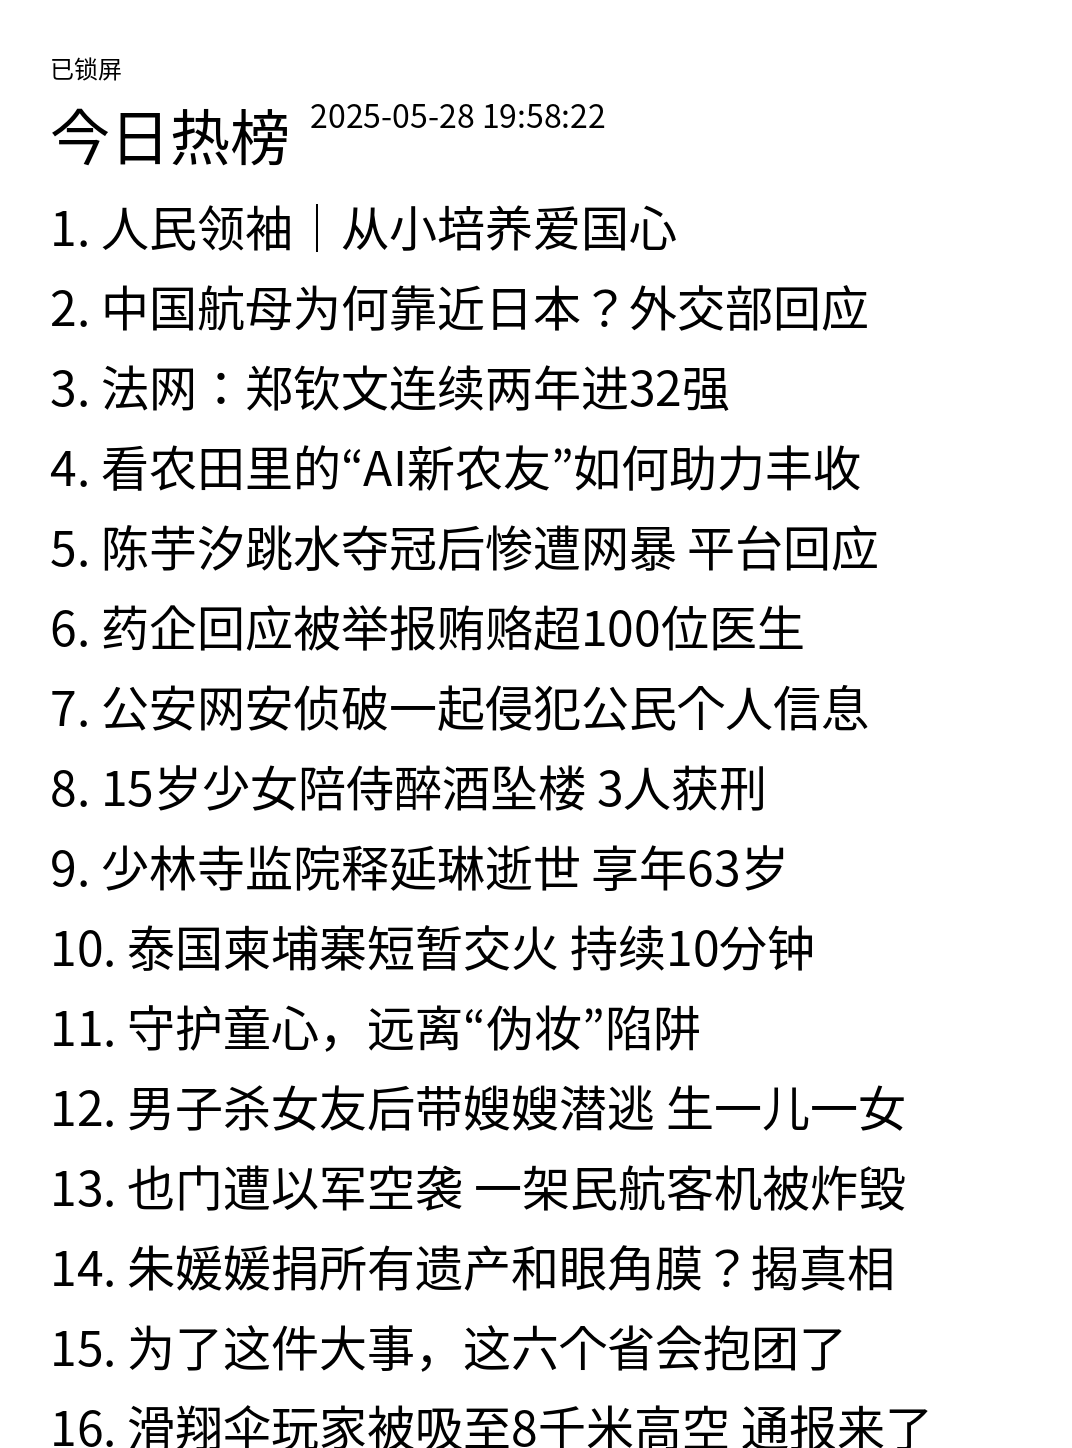 已锁屏
今日热榜 2025-05-28 19:58:22
1. 人民领袖｜从小培养爱国心
2. 中国航母为何靠近日本？外交部回应
3. 法网：郑钦文连续两年进32强
4. 看农田里的“AI新农友”如何助力丰收
5. 陈芋汐跳水夺冠后惨遭网暴 平台回应
6. 药企回应被举报贿赂超100位医生
7. 公安网安侦破一起侵犯公民个人信息
8. 15岁少女陪侍醉酒坠楼 3人获刑
9. 少林寺监院释延琳逝世 享年63岁
10. 泰国柬埔寨短暂交火 持续10分钟
11. 守护童心，远离“伪妆”陷阱
12. 男子杀女友后带嫂嫂潜逃 生一儿一女
13. 也门遭以军空袭 一架民航客机被炸毁
14. 朱媛媛捐所有遗产和眼角膜？揭真相
15. 为了这件大事，这六个省会抱团了
16. 滑翔伞玩家被吸至8千米高空 通报来了